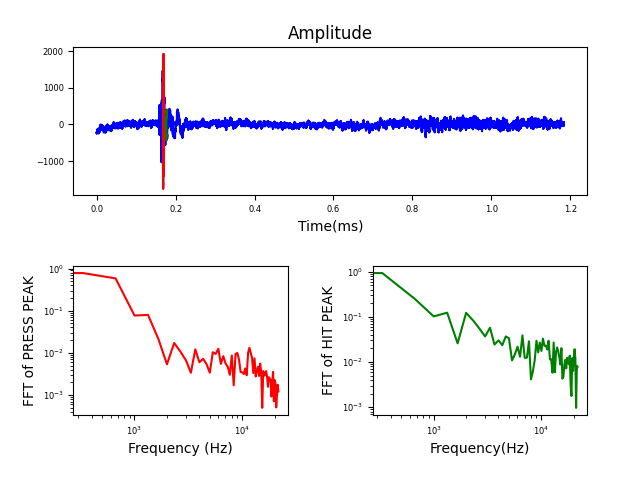 Amplitude
2000
1000
0
−1000
0.0 0.2 0.4 0.6 0.8 1.0 1.2
Time(ms)
FFT of PRESS PEAK
10⁰
10⁻¹
10⁻²
10⁻³
10³ 10⁴
Frequency (Hz)
FFT of HIT PEAK
10⁰
10⁻¹
10⁻²
10⁻³
10³ 10⁴
Frequency(Hz)